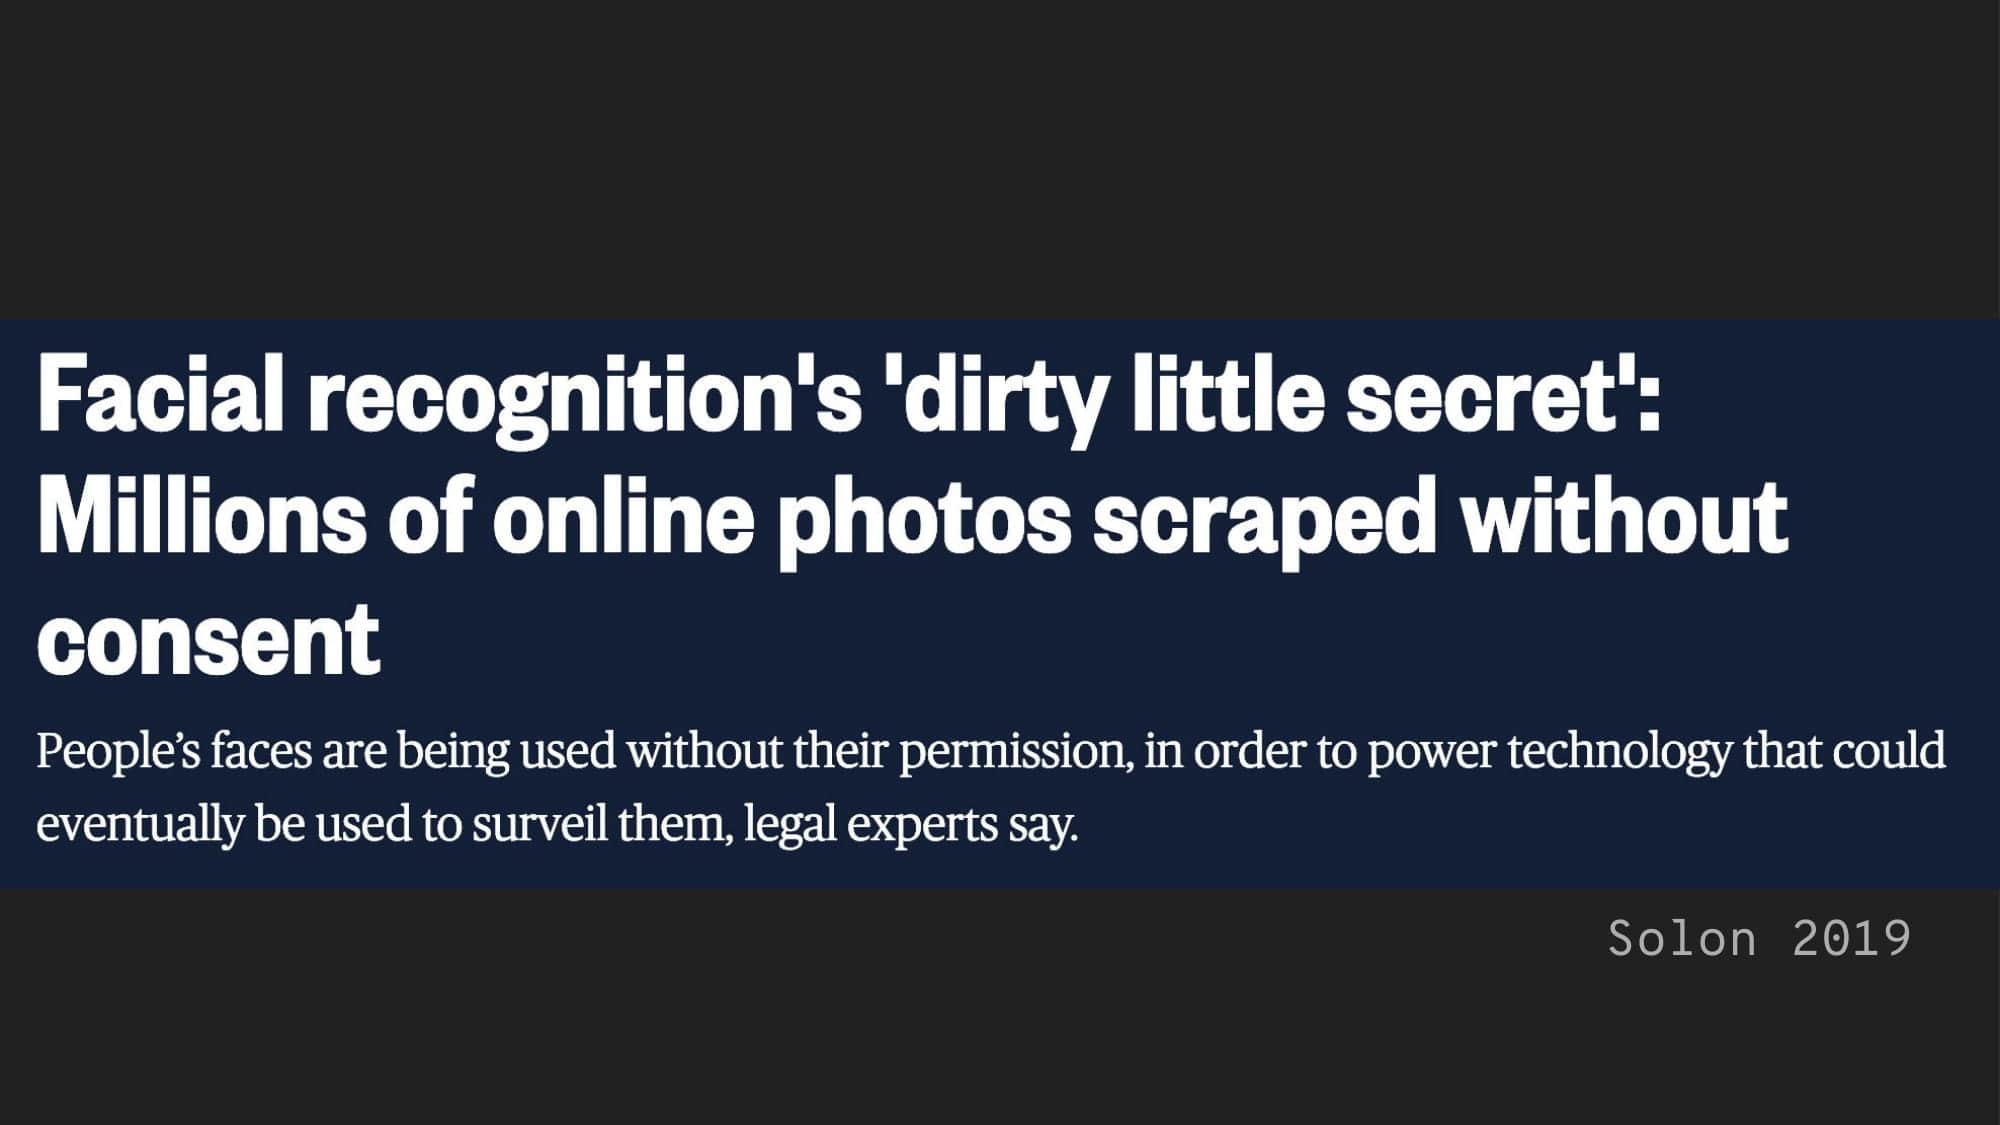 Facial recognition's 'dirty little secret':
Millions of online photos scraped without
consent
People’s faces are being used without their permission, in order to power technology that could
eventually be used to surveil them, legal experts say.
Solon 2019